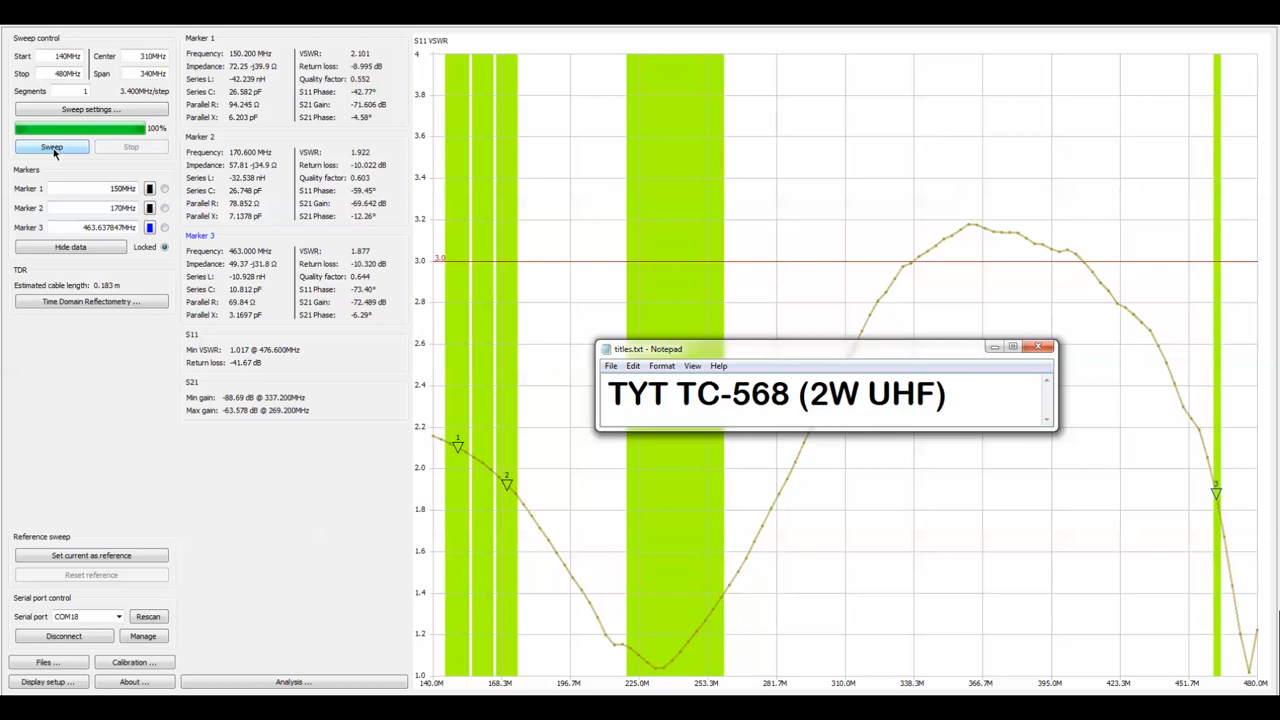 Sweep control
Start 140MHz Center 310MHz
Stop 480MHz Span 340MHz
Segments 1 3.400MHz/step
Sweep settings ...
100%
Sweep Stop
Markers
Marker 1 150MHz
Marker 2 170MHz
Marker 3 463.637847MHz
Hide data Locked
TDR
Estimated cable length: 0.183 m
Time Domain Reflectometry ...
Reference sweep
Set current as reference
Reset reference
Serial port control
Serial port COM18 Rescan
Disconnect Manage
Files ... Calibration ...
Display setup ... About ...
Marker 1
Frequency: 150.200 MHz VSWR: 2.101
Impedance: 72.25 -j39.9 Ω Return loss: -8.995 dB
Series L: -42.239 nH Quality factor: 0.552
Series C: 26.582 pF S11 Phase: -42.77°
Parallel R: 94.245 Ω S21 Gain: -71.606 dB
Parallel X: 6.203 pF S21 Phase: -4.58°
Marker 2
Frequency: 170.600 MHz VSWR: 1.922
Impedance: 57.81 -j34.9 Ω Return loss: -10.022 dB
Series L: -32.538 nH Quality factor: 0.603
Series C: 26.748 pF S11 Phase: -59.45°
Parallel R: 78.852 Ω S21 Gain: -69.642 dB
Parallel X: 7.1378 pF S21 Phase: -12.26°
Marker 3
Frequency: 463.000 MHz VSWR: 1.877
Impedance: 49.37 -j31.8 Ω Return loss: -10.320 dB
Series L: -10.928 nH Quality factor: 0.644
Series C: 10.812 pF S11 Phase: -73.40°
Parallel R: 69.84 Ω S21 Gain: -72.489 dB
Parallel X: 3.1697 pF S21 Phase: -6.29°
S11
Min VSWR: 1.017 @ 476.600MHz
Return loss: -41.67 dB
S21
Min gain: -88.69 dB @ 337.200MHz
Max gain: -63.578 dB @ 269.200MHz
Analysis ...
S11 VSWR
4
3.8
3.6
3.4
3.2
3.0 3.0
2.8
2.6
2.4
2.2
2.0
1.8
1.6
1.4
1.2
1.0
1
2
3
140.0M 168.3M 196.7M 225.0M 253.3M 281.7M 310.0M 338.3M 366.7M 395.0M 423.3M 451.7M 480.0M
titles.txt - Notepad
File Edit Format View Help
TYT TC-568 (2W UHF)